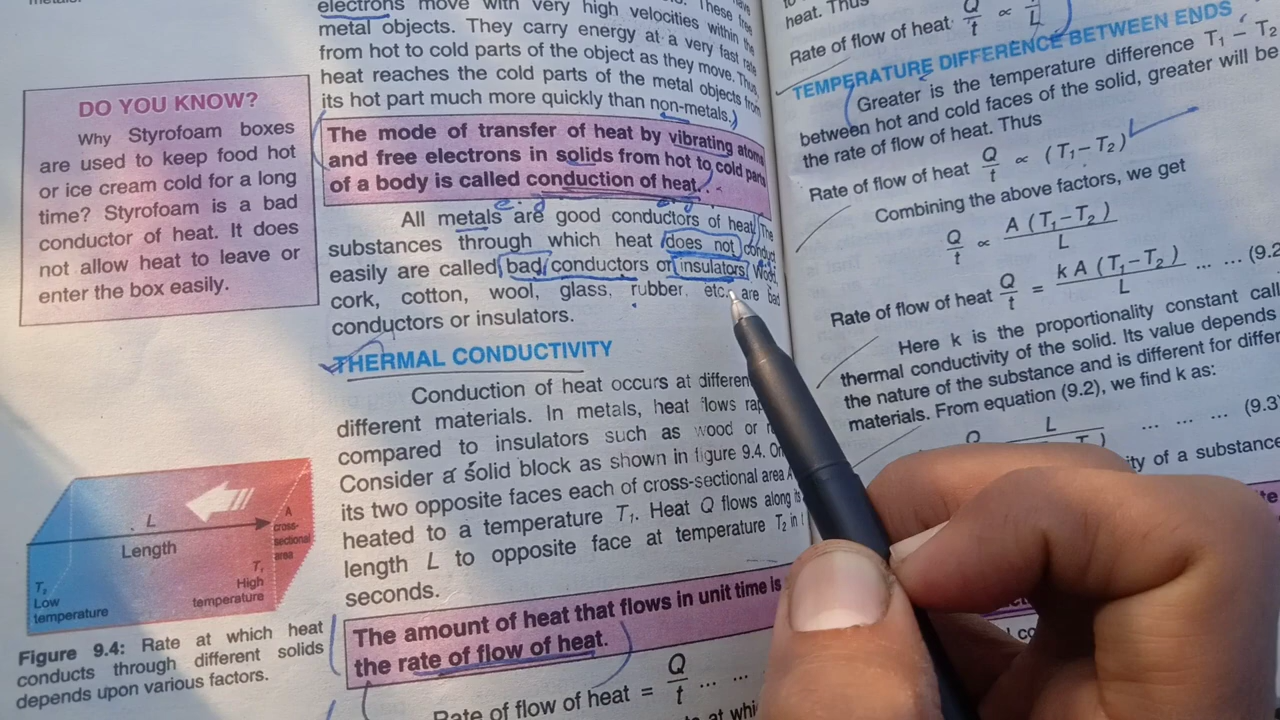 electrons move with very high velocities within the
metal objects. They carry energy at a very fast rate
from hot to cold parts of the object as they move. Thus,
heat reaches the cold parts of the metal objects from
its hot part much more quickly than non-metals.
The mode of transfer of heat by vibrating atoms
and free electrons in solids from hot to cold parts
of a body is called conduction of heat.
All metals are good conductors of heat. The
substances through which heat does not conduct
easily are called bad conductors or insulators. Wood,
cork, cotton, wool, glass, rubber, etc. are bad
conductors or insulators.
THERMAL CONDUCTIVITY
Conduction of heat occurs at
different materials. In metals, heat flows
compared to insulators such as wood or
Consider a solid block as shown in figure 9.4.
its two opposite faces each of cross-sectional area A
heated to a temperature T₁. Heat Q flows along its
length L to opposite face at temperature T₂ in t
seconds.
The amount of heat that flows in unit time is
the rate of flow of heat.
Rate of flow of heat = Q/t ... ...
DO YOU KNOW?
Why Styrofoam boxes
are used to keep food hot
or ice cream cold for a long
time? Styrofoam is a bad
conductor of heat. It does
not allow heat to leave or
enter the box easily.
L
Length
A
cross-
sectional
area
T₁
High
temperature
T₂
Low
temperature
Figure 9.4: Rate at which heat
conducts through different solids
depends upon various factors.
heat. Thus
Rate of flow of heat Q/t ∝ 1/L
TEMPERATURE DIFFERENCE BETWEEN ENDS
Greater is the temperature difference T₁ − T₂
between hot and cold faces of the solid, greater will be
the rate of flow of heat. Thus
Rate of flow of heat Q/t ∝ (T₁−T₂)
Combining the above factors, we get
Q/t ∝ A (T₁−T₂)/L
Rate of flow of heat Q/t = k A (T₁−T₂)/L ... ... (9.2
Here k is the proportionality constant
thermal conductivity of the solid. Its value depends
the nature of the substance and is different for
materials. From equation (9.2), we find k as:
... ... ... (9.3)
of a substance